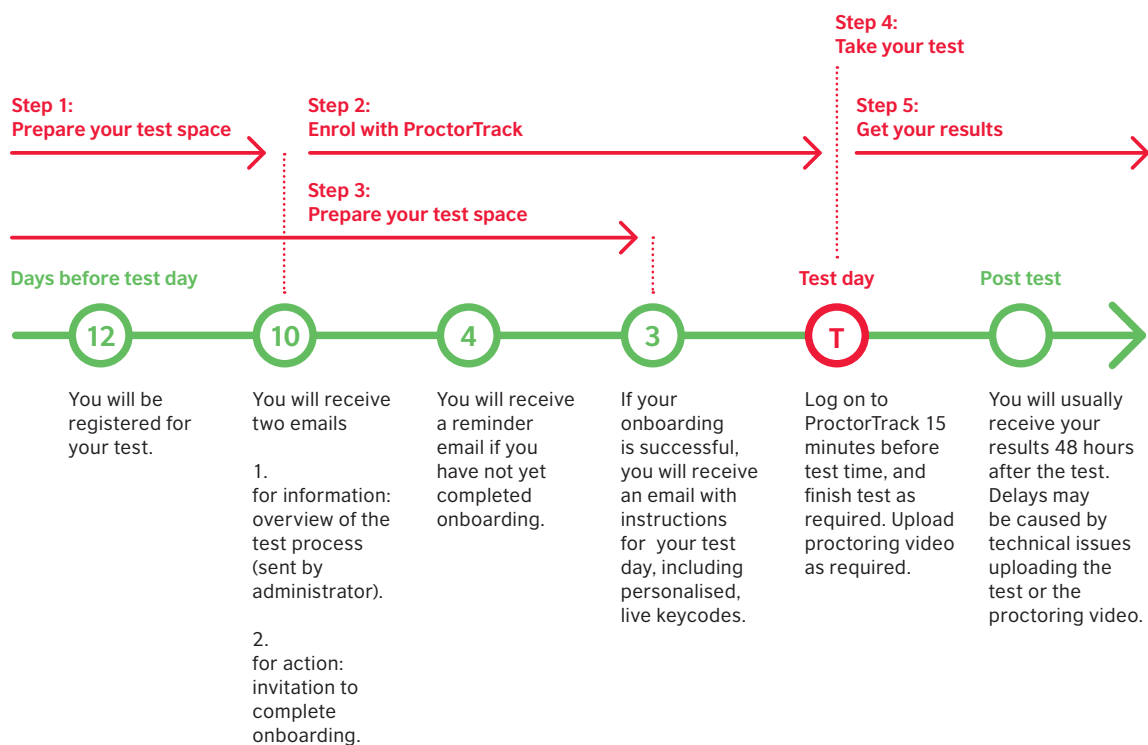 Step 4:
Take your test
Step 1:
Prepare your test space
Step 2:
Enrol with ProctorTrack
Step 5:
Get your results
Step 3:
Prepare your test space
Days before test day
Test day
Post test
12
10
4
3
T
You will be
registered for
your test.
You will receive
two emails
1.
for information:
overview of the
test process
(sent by
administrator).
2.
for action:
invitation to
complete
onboarding.
You will receive
a reminder
email if you
have not yet
completed
onboarding.
If your
onboarding
is successful,
you will receive
an email with
instructions
for your test
day, including
personalised,
live keycodes.
Log on to
ProctorTrack 15
minutes before
test time, and
finish test as
required. Upload
proctoring video
as required.
You will usually
receive your
results 48 hours
after the test.
Delays may
be caused by
technical issues
uploading the
test or the
proctoring video.